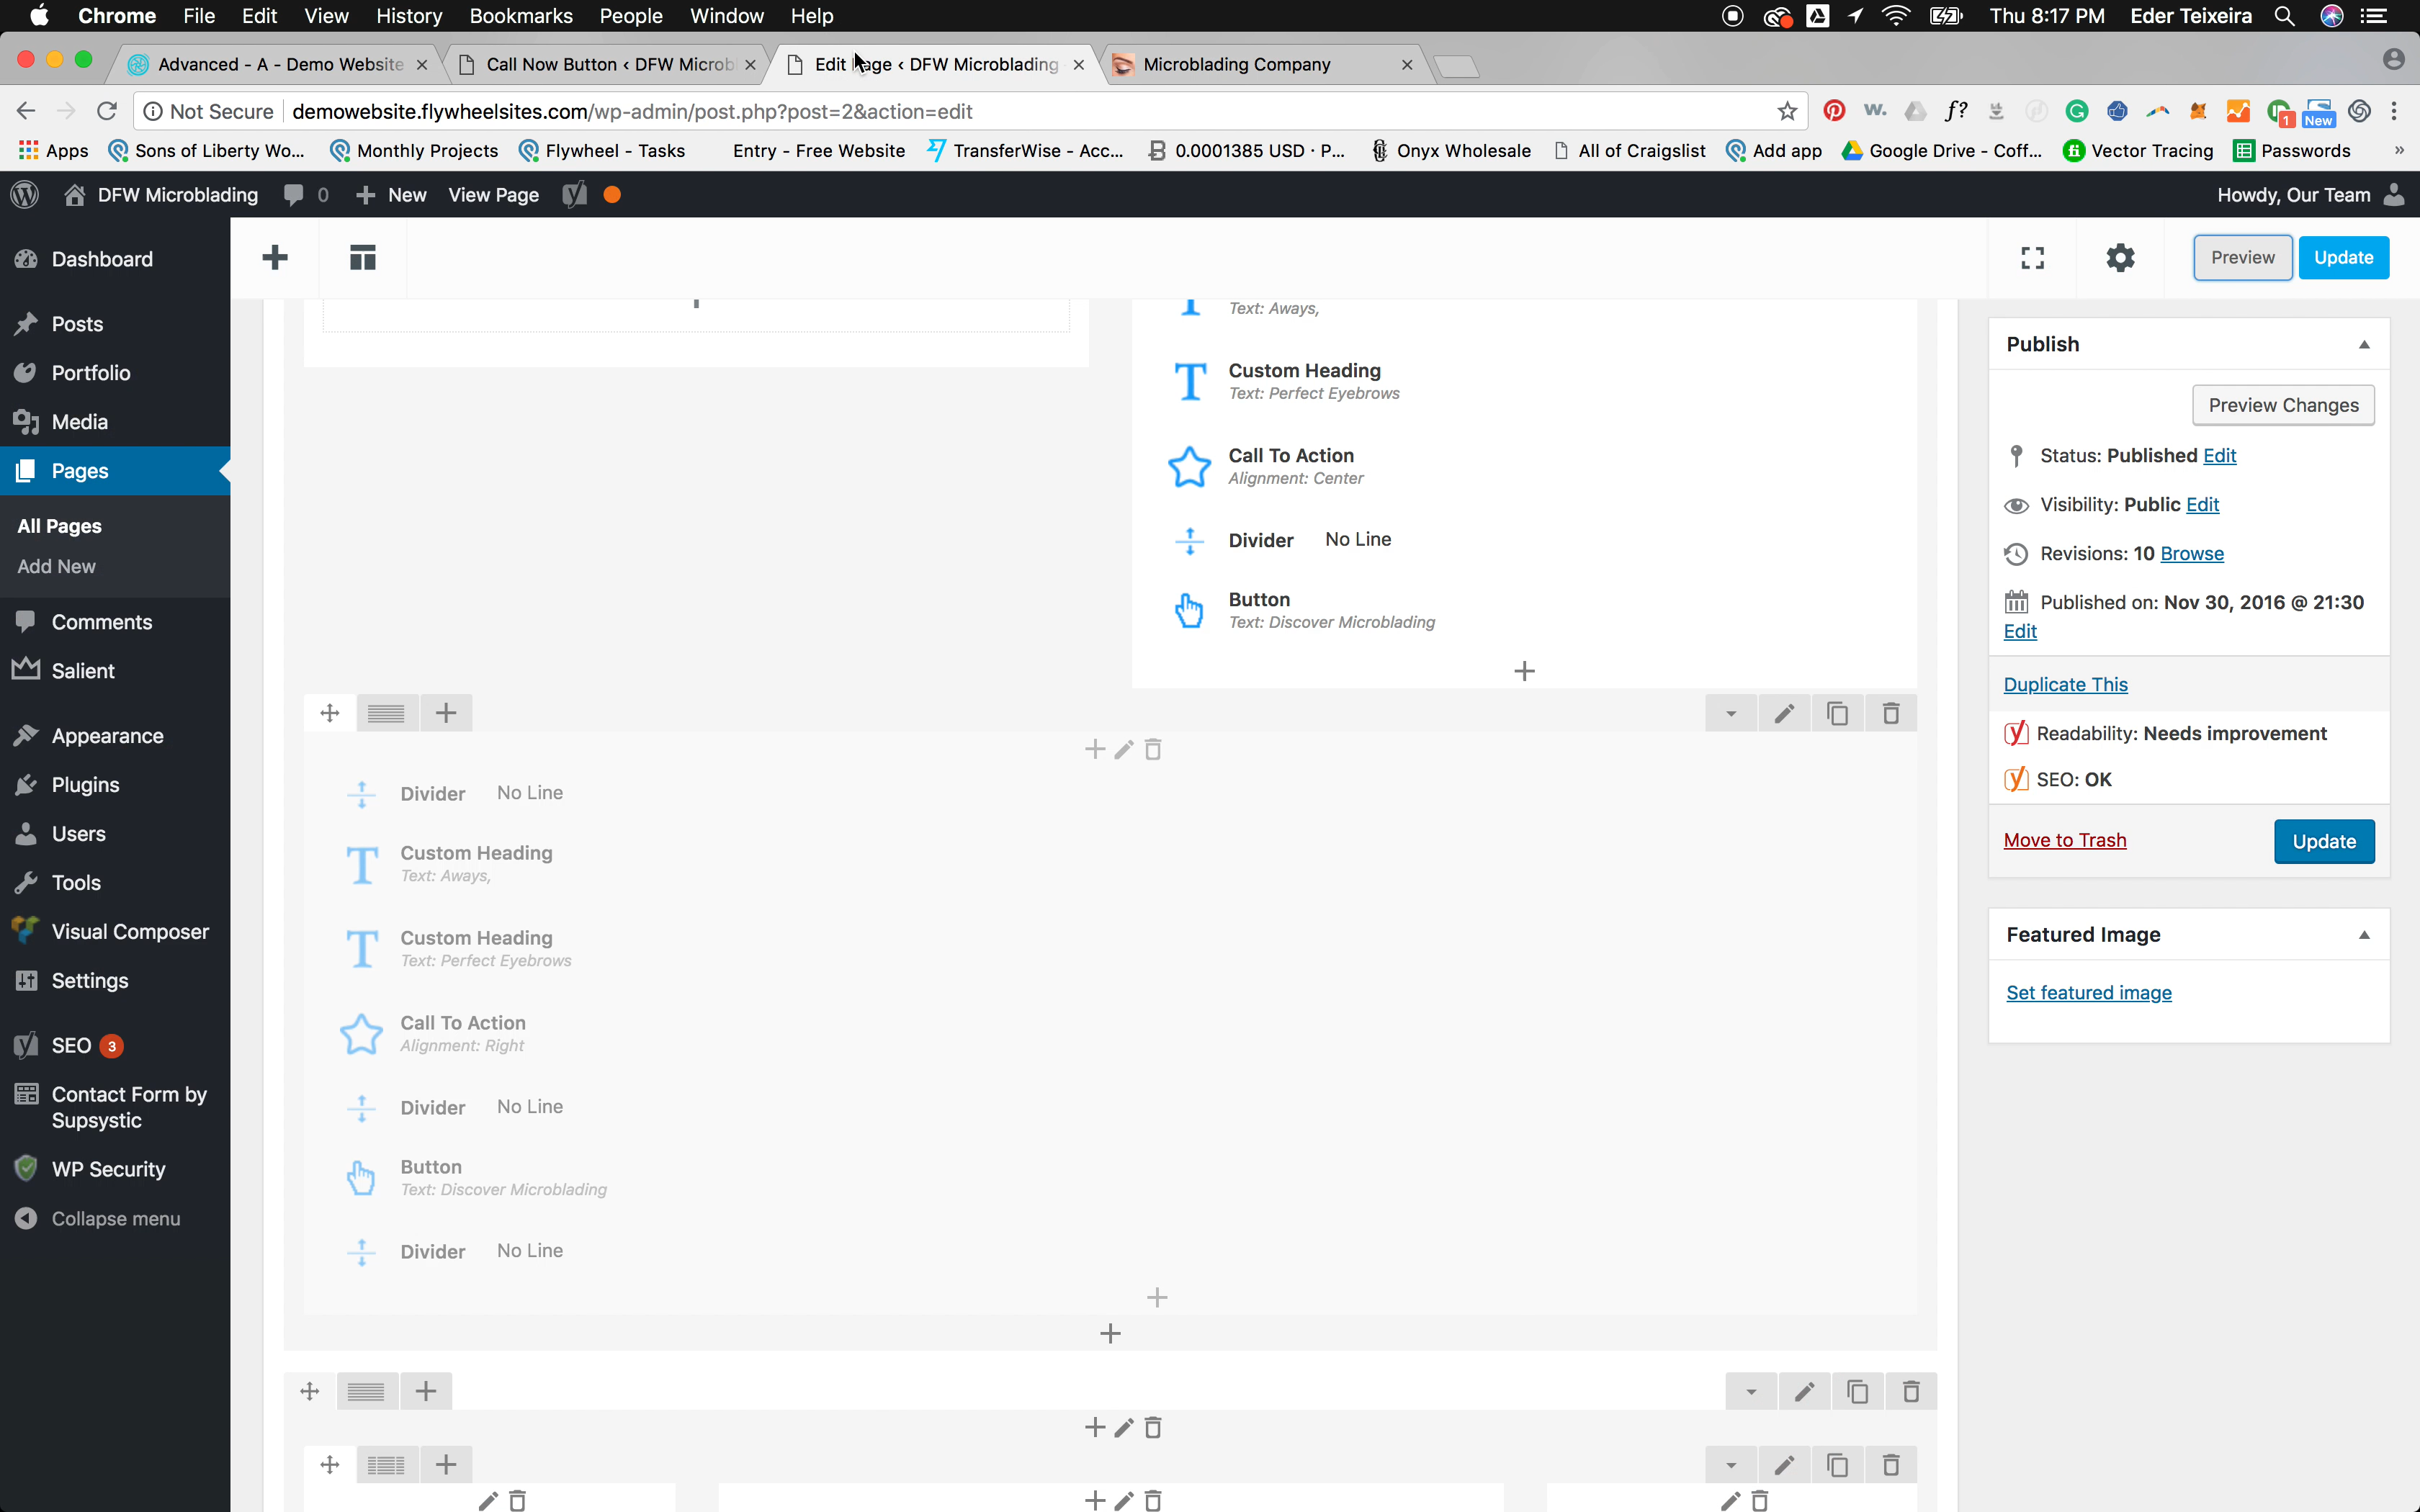 Chrome File Edit View History Bookmarks People Window Help Thu 8:17 PM Eder Teixeira
Advanced - A - Demo Website Call Now Button ‹ DFW Microbl Edit Page ‹ DFW Microblading Microblading Company
Not Secure demowebsite.flywheelsites.com/wp-admin/post.php?post=2&action=edit W. f? 1 New
Apps Sons of Liberty Wo... Monthly Projects Flywheel - Tasks Entry - Free Website TransferWise - Acc... 0.0001385 USD · P... Onyx Wholesale All of Craigslist Add app Google Drive - Coff... Vector Tracing Passwords »
DFW Microblading 0 New View Page Howdy, Our Team
Dashboard
Posts
Portfolio
Media
Pages
All Pages
Add New
Comments
Salient
Appearance
Plugins
Users
Tools
Visual Composer
Settings
SEO 3
Contact Form by
Supsystic
WP Security
Collapse menu
Preview Update
Text: Aways,
Custom Heading
Text: Perfect Eyebrows
Call To Action
Alignment: Center
Divider No Line
Button
Text: Discover Microblading
Divider No Line
Custom Heading
Text: Aways,
Custom Heading
Text: Perfect Eyebrows
Call To Action
Alignment: Right
Divider No Line
Button
Text: Discover Microblading
Divider No Line
Publish
Preview Changes
Status: Published Edit
Visibility: Public Edit
Revisions: 10 Browse
Published on: Nov 30, 2016 @ 21:30
Edit
Duplicate This
Readability: Needs improvement
SEO: OK
Move to Trash Update
Featured Image
Set featured image